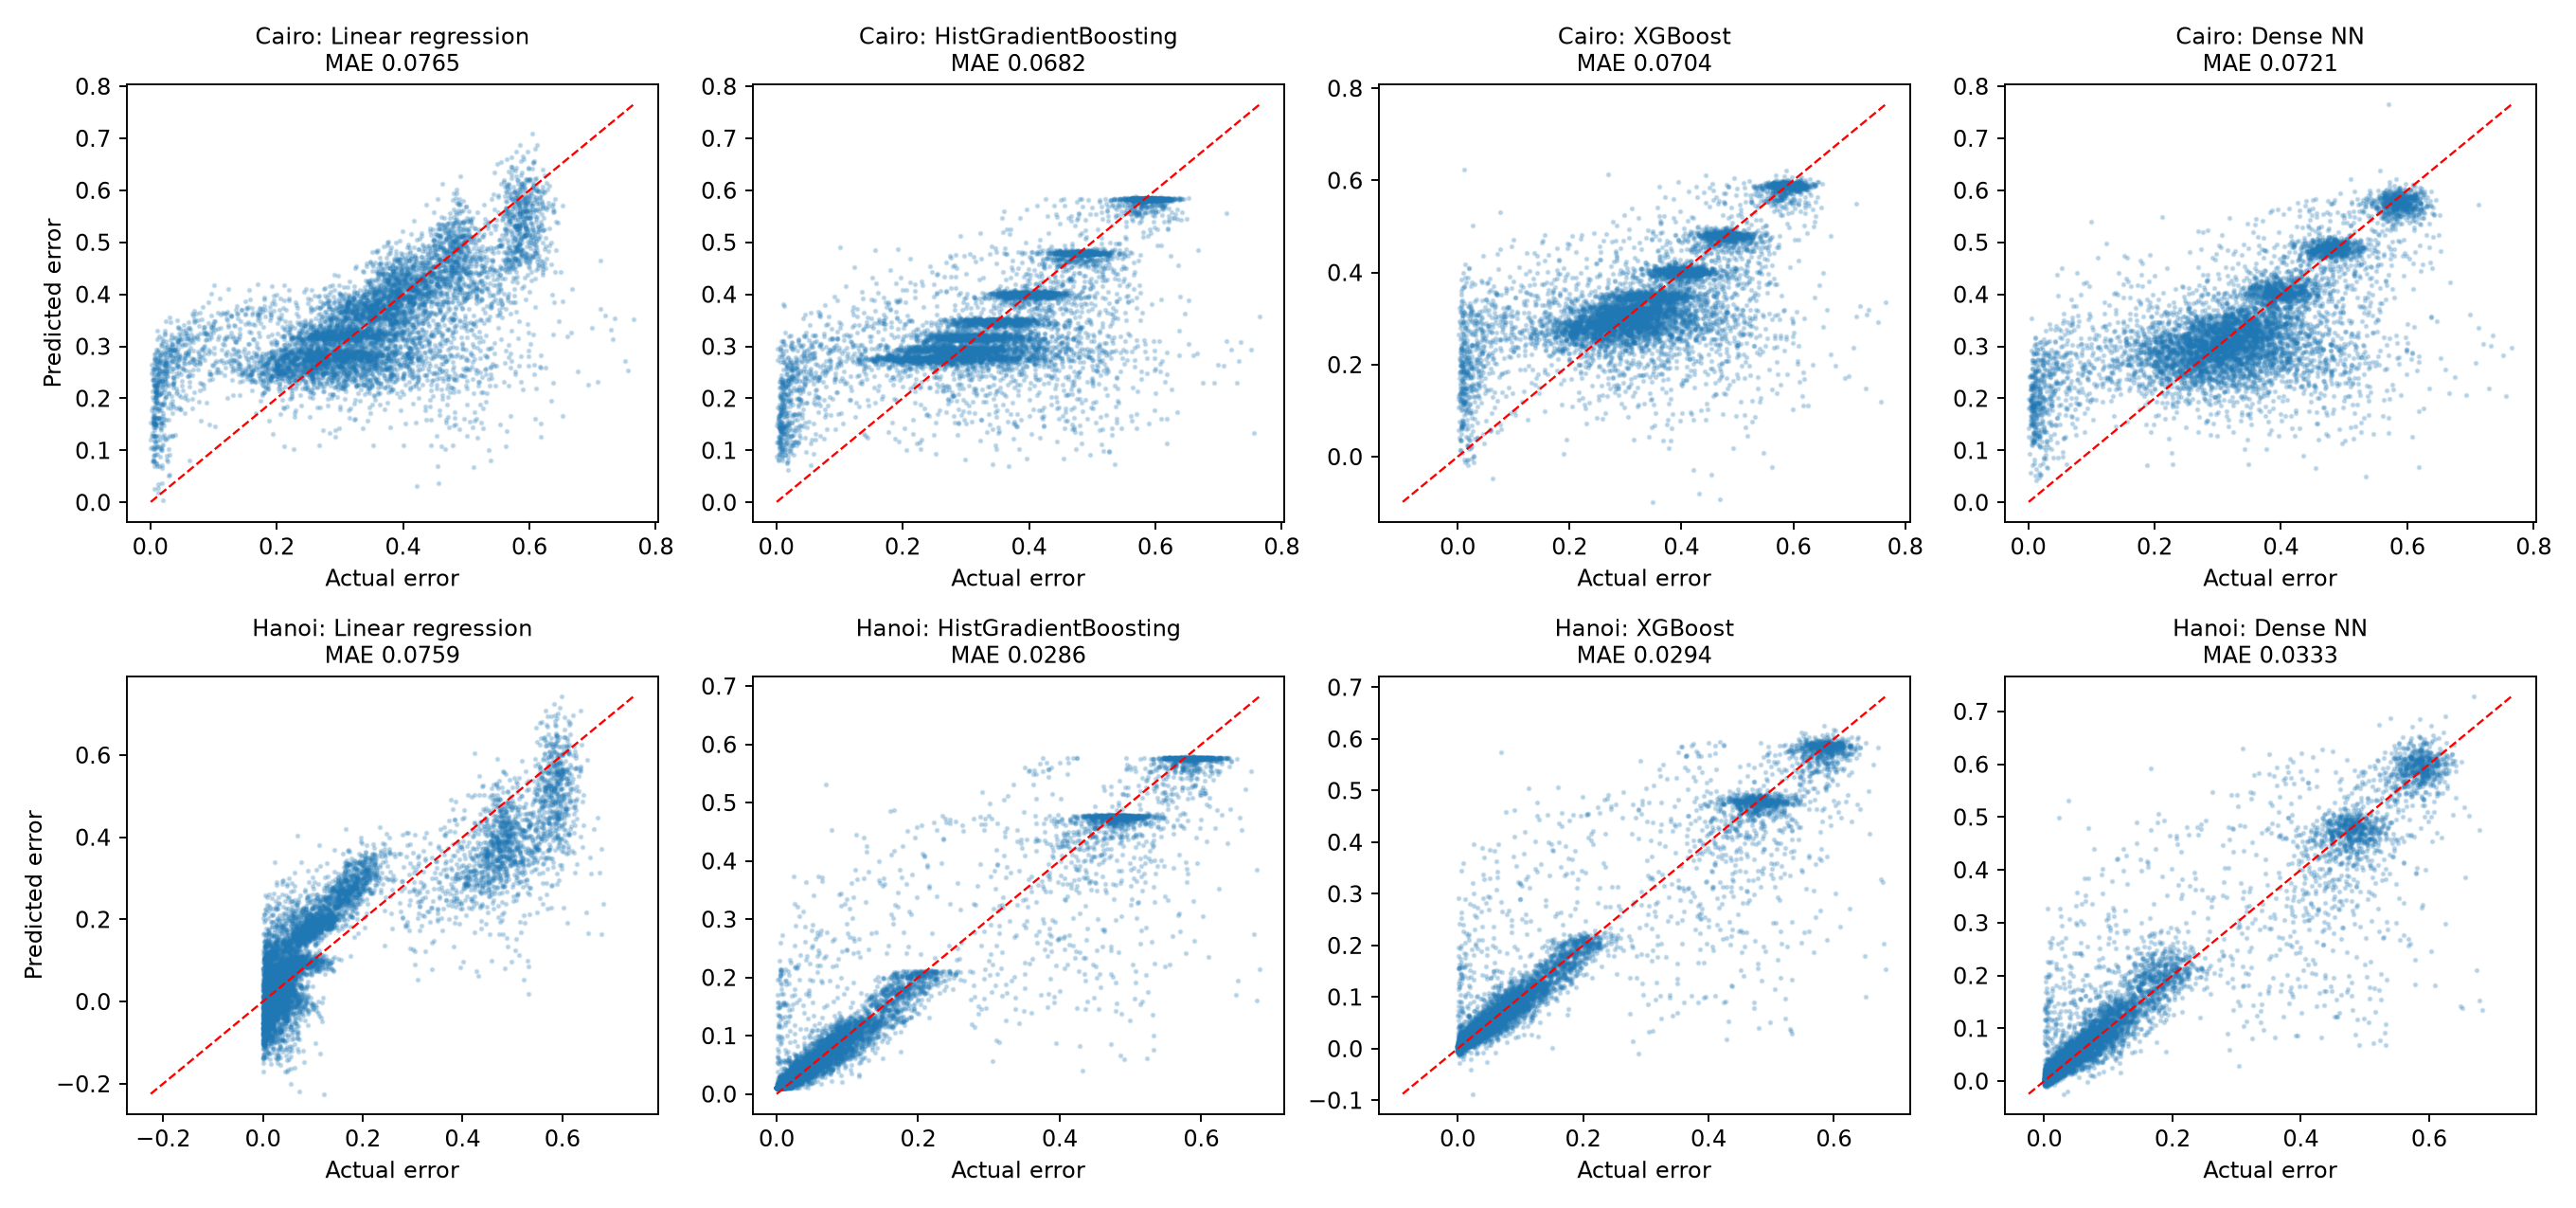 Cairo: Linear regression
MAE 0.0765
Cairo: HistGradientBoosting
MAE 0.0682
Cairo: XGBoost
MAE 0.0704
Cairo: Dense NN
MAE 0.0721
Predicted error
0.8
0.7
0.6
0.5
0.4
0.3
0.2
0.1
0.0
0.0 0.2 0.4 0.6 0.8
Actual error
0.8
0.7
0.6
0.5
0.4
0.3
0.2
0.1
0.0
0.0 0.2 0.4 0.6 0.8
Actual error
0.8
0.6
0.4
0.2
0.0
0.0 0.2 0.4 0.6 0.8
Actual error
0.8
0.7
0.6
0.5
0.4
0.3
0.2
0.1
0.0
0.0 0.2 0.4 0.6 0.8
Actual error
Hanoi: Linear regression
MAE 0.0759
Hanoi: HistGradientBoosting
MAE 0.0286
Hanoi: XGBoost
MAE 0.0294
Hanoi: Dense NN
MAE 0.0333
Predicted error
0.6
0.4
0.2
0.0
−0.2
−0.2 0.0 0.2 0.4 0.6
Actual error
0.7
0.6
0.5
0.4
0.3
0.2
0.1
0.0
0.0 0.2 0.4 0.6
Actual error
0.7
0.6
0.5
0.4
0.3
0.2
0.1
0.0
−0.1
0.0 0.2 0.4 0.6
Actual error
0.7
0.6
0.5
0.4
0.3
0.2
0.1
0.0
0.0 0.2 0.4 0.6
Actual error